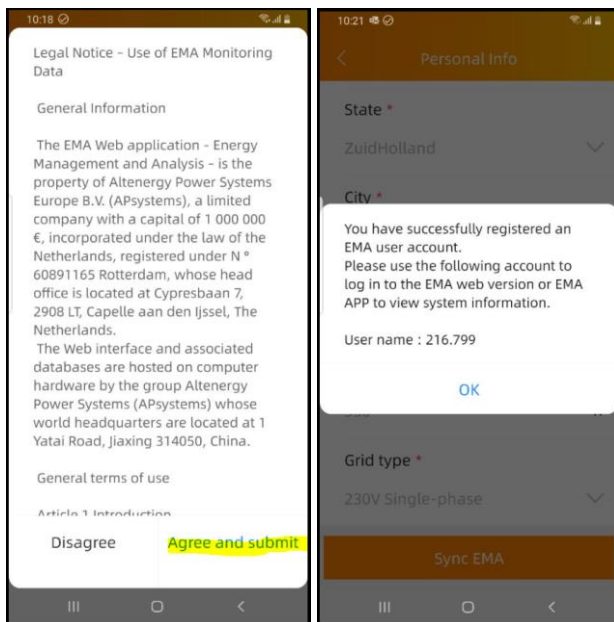 10:18
Legal Notice – Use of EMA Monitoring
Data
General Information
The EMA Web application - Energy
Management and Analysis – is the
property of Altenergy Power Systems
Europe B.V. (APsystems), a limited
company with a capital of 1 000 000
€, incorporated under the law of the
Netherlands, registered under N °
60891165 Rotterdam, whose head
office is located at Cypresbaan 7,
2908 LT, Capelle aan den Ijssel, The
Netherlands.
The Web interface and associated
databases are hosted on computer
hardware by the group Altenergy
Power Systems (APsystems) whose
world headquarters are located at 1
Yatai Road, Jiaxing 314050, China.
General terms of use
Article 1 Introduction
Disagree
Agree and submit
10:21
Personal Info
State *
ZuidHolland
City *
You have successfully registered an
EMA user account.
Please use the following account to
log in to the EMA web version or EMA
APP to view system information.
User name : 216.799
OK
Grid type *
230V Single-phase
Sync EMA